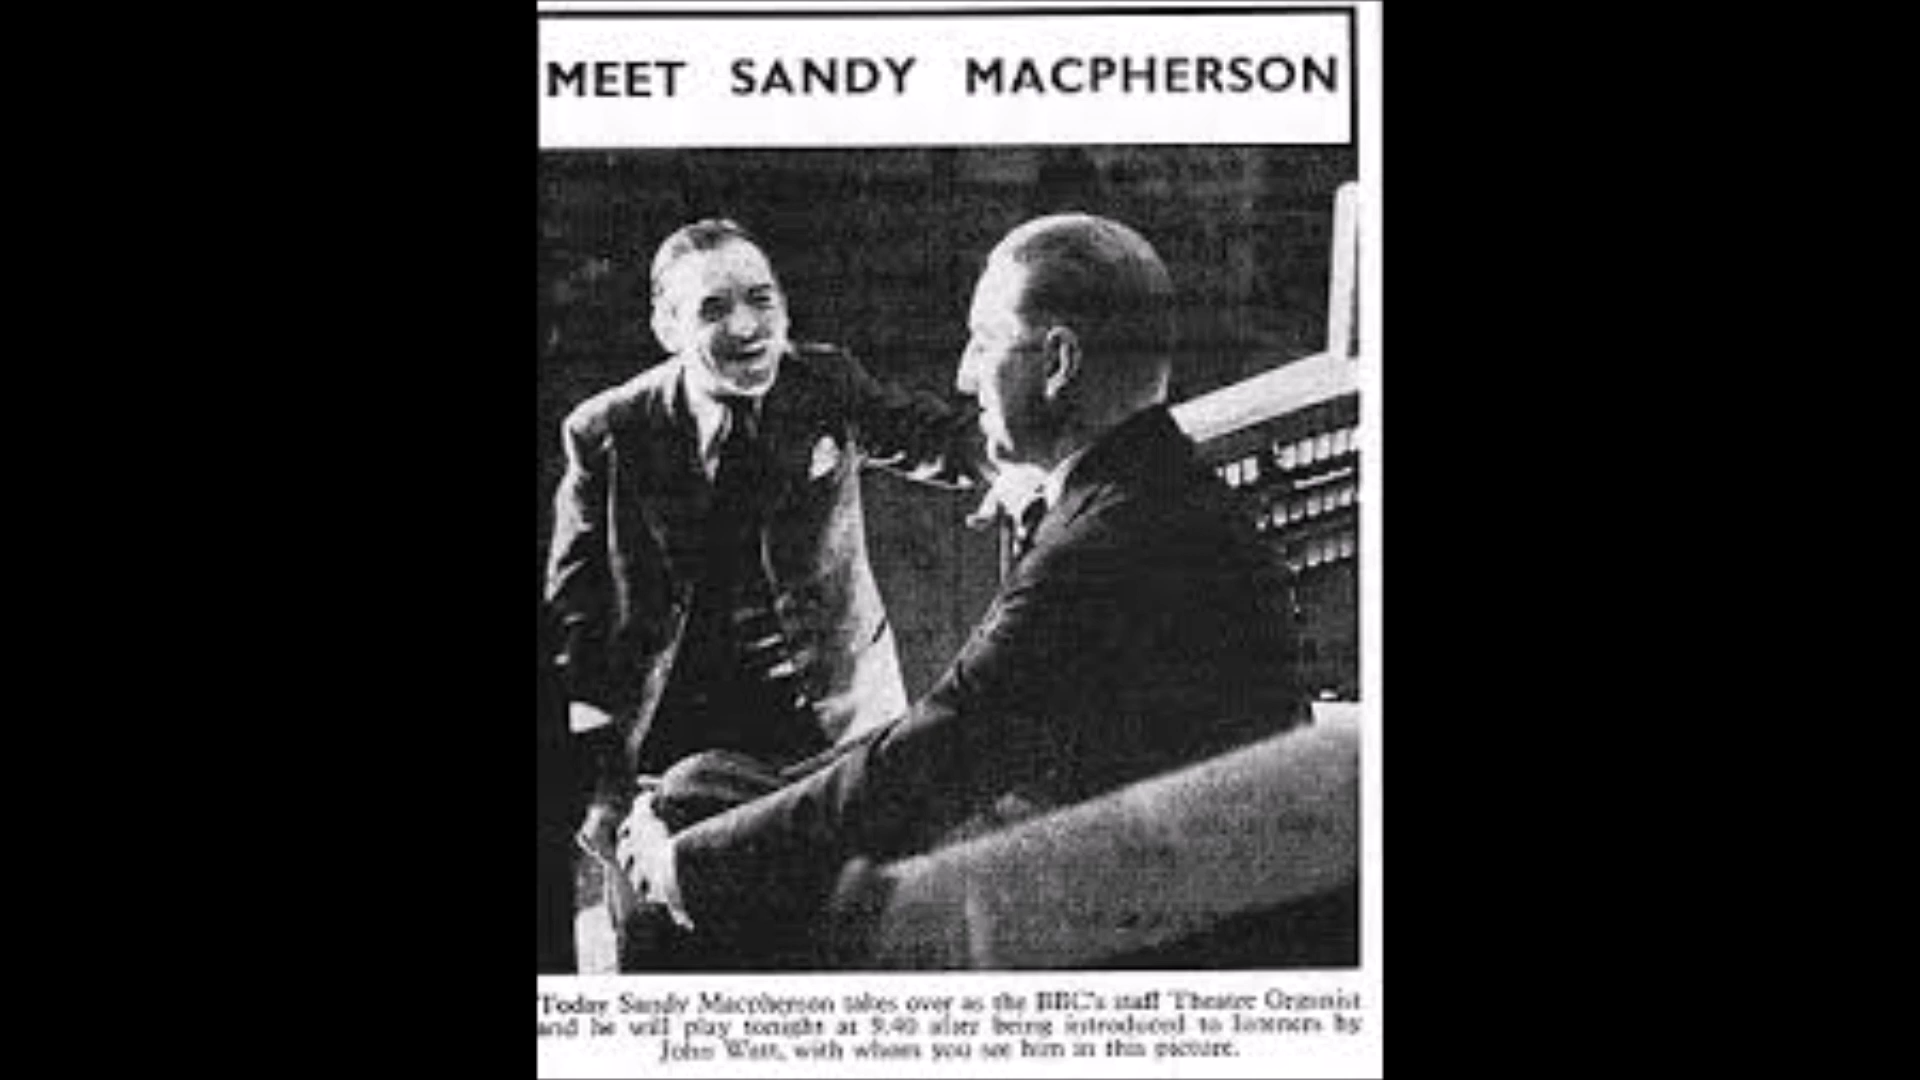 MEET SANDY MACPHERSON
Today Sandy Macpherson takes over as the BBC's staff Theatre Organist
and he will play tonight at 9.40 after being introduced to listeners by
John Watt, with whom you see him in this picture.